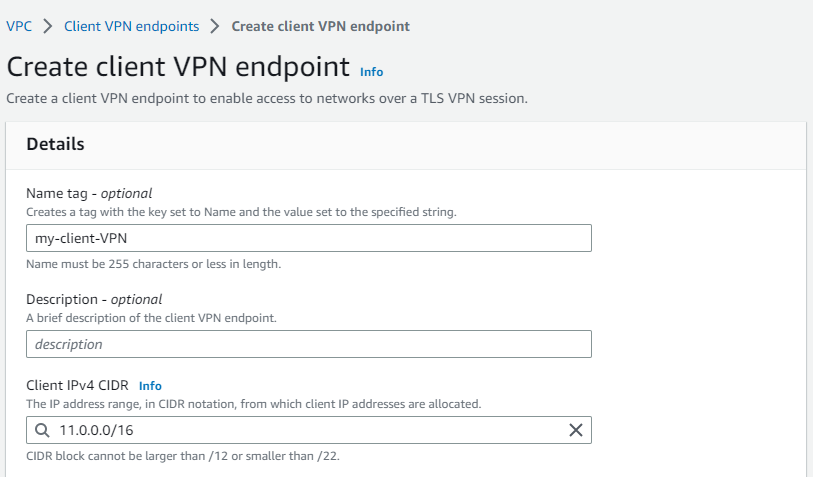 VPC > Client VPN endpoints > Create client VPN endpoint
Create client VPN endpoint Info
Create a client VPN endpoint to enable access to networks over a TLS VPN session.
Details
Name tag - optional
Creates a tag with the key set to Name and the value set to the specified string.
my-client-VPN
Name must be 255 characters or less in length.
Description - optional
A brief description of the client VPN endpoint.
description
Client IPv4 CIDR Info
The IP address range, in CIDR notation, from which client IP addresses are allocated.
11.0.0.0/16
CIDR block cannot be larger than /12 or smaller than /22.